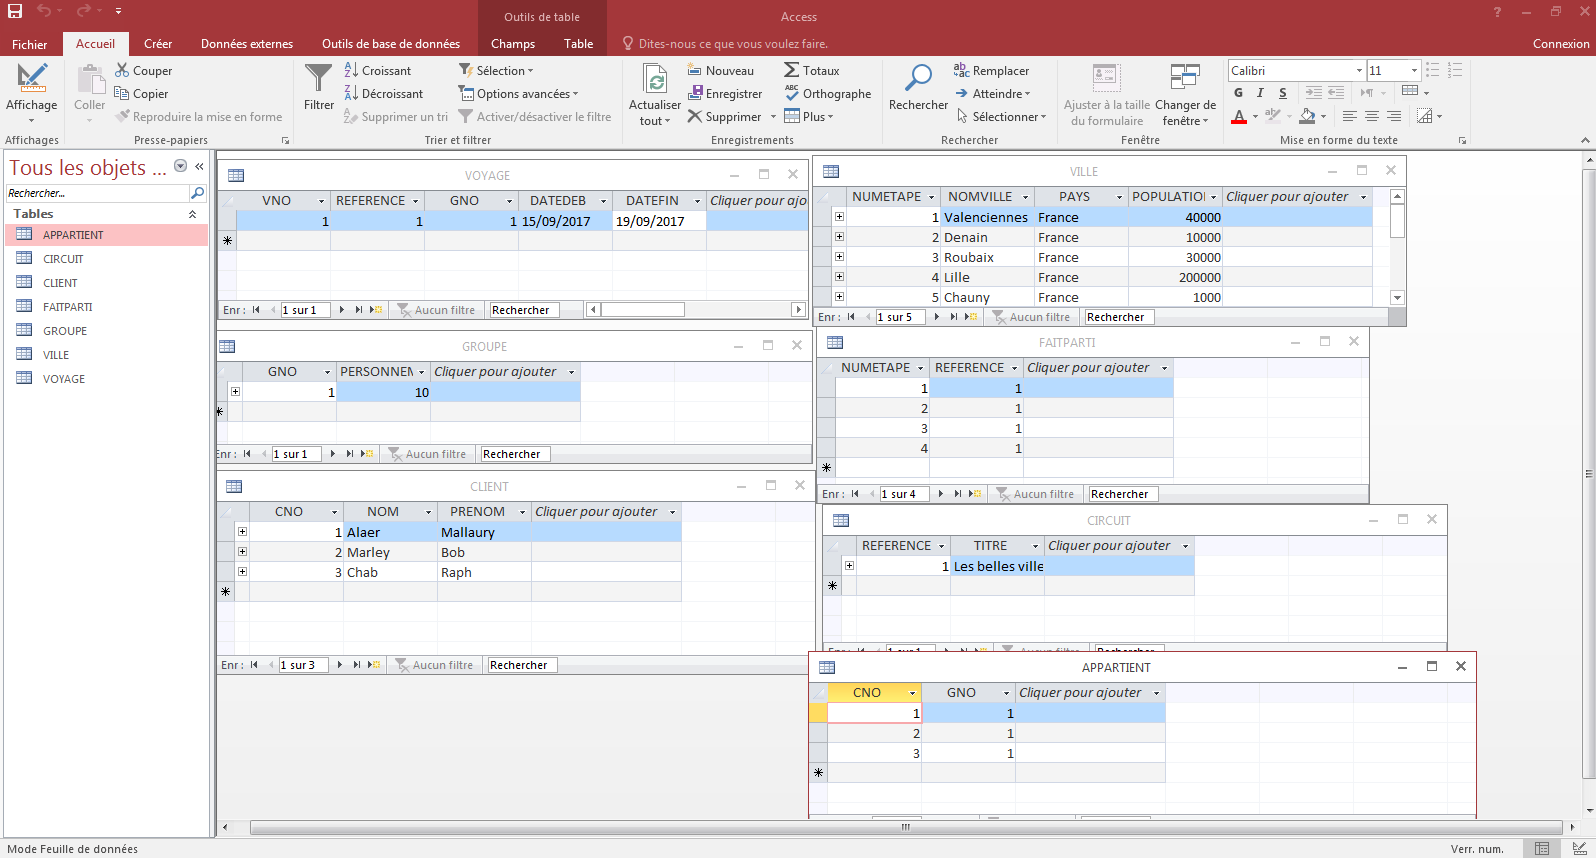 Outils de table
Access
Fichier Accueil Créer Données externes Outils de base de données Champs Table Dites-nous ce que vous voulez faire. Connexion
Affichage
Affichages
Coller
Couper
Copier
Reproduire la mise en forme
Presse-papiers
Filtrer
Croissant
Décroissant
Supprimer un tri
Sélection
Options avancées
Activer/désactiver le filtre
Trier et filtrer
Actualiser
tout
Nouveau
Enregistrer
Supprimer
Totaux
Orthographe
Plus
Enregistrements
Rechercher
Remplacer
Atteindre
Sélectionner
Rechercher
Ajuster à la taille
du formulaire
Changer de
fenêtre
Fenêtre
Calibri 11
G I S
Mise en forme du texte
Tous les objets ...
Rechercher...
Tables
APPARTIENT
CIRCUIT
CLIENT
FAITPARTI
GROUPE
VILLE
VOYAGE
VOYAGE
VNO REFERENCE GNO DATEDEB DATEFIN Cliquer pour ajo
1 1 1 15/09/2017 19/09/2017
Enr : 1 sur 1 Aucun filtre Rechercher
VILLE
NUMETAPE NOMVILLE PAYS POPULATION Cliquer pour ajouter
1 Valenciennes France 40000
2 Denain France 10000
3 Roubaix France 30000
4 Lille France 200000
5 Chauny France 1000
Enr : 1 sur 5 Aucun filtre Rechercher
GROUPE
GNO PERSONNEM Cliquer pour ajouter
1 10
Enr : 1 sur 1 Aucun filtre Rechercher
FAITPARTI
NUMETAPE REFERENCE Cliquer pour ajouter
1 1
2 1
3 1
4 1
Enr : 1 sur 4 Aucun filtre Rechercher
CLIENT
CNO NOM PRENOM Cliquer pour ajouter
1 Alaer Mallaury
2 Marley Bob
3 Chab Raph
Enr : 1 sur 3 Aucun filtre Rechercher
CIRCUIT
REFERENCE TITRE Cliquer pour ajouter
1 Les belles ville
Enr : 1 sur 1 Aucun filtre Rechercher
APPARTIENT
CNO GNO Cliquer pour ajouter
1 1
2 1
3 1
Mode Feuille de données
Verr. num.